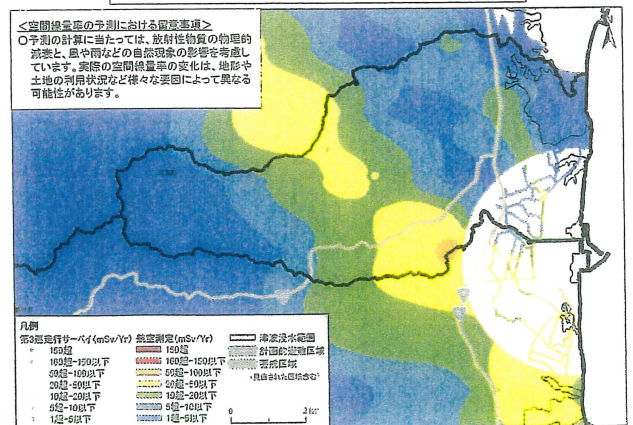 <空間線量率の予測における留意事項>
〇予測の計算に当たっては、放射性物質の物理的
減衰と、風や雨などの自然現象の影響を考慮し
ています。実際の空間線量率の変化は、地形や
土地の利用状況など様々な要因によって異なる
可能性があります。
凡例
第3巡走行サーベイ(mSv/Yr) 航空測定(mSv/Yr) 津波浸水範囲
150超 150超 計画的避難区域
100超-150以下 100超-150以下 警戒区域
50超-100以下 50超-100以下
20超-50以下 20超-50以下
10超-20以下 10超-20以下
5超-10以下 5超-10以下
1超-5以下 1超-5以下
0 2